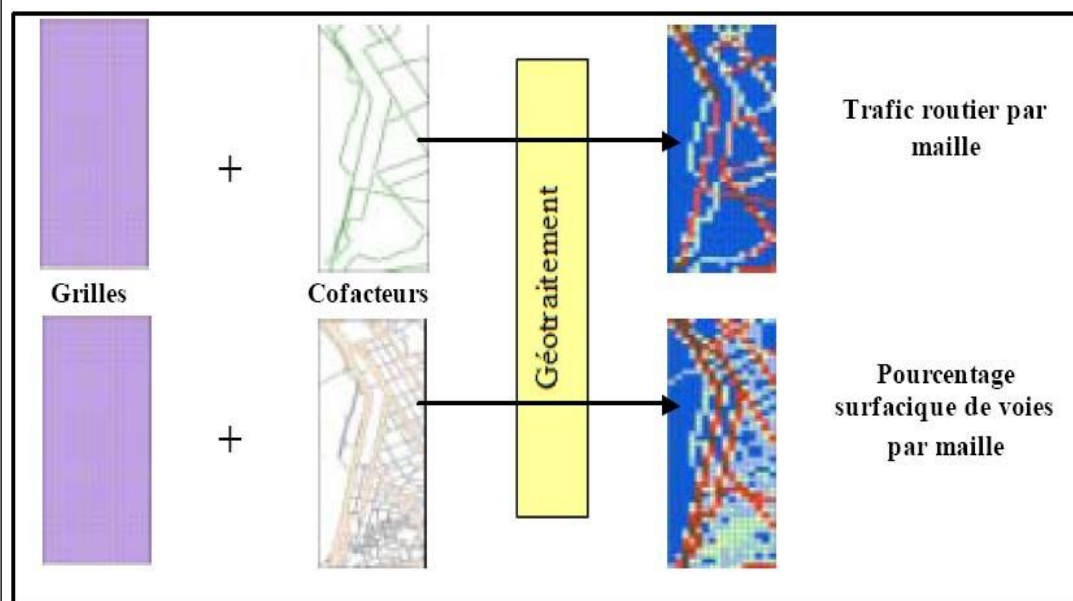 Trafic routier par
maille
+
Grilles
Cofacteurs
Géotraitement
+
Pourcentage
surfacique de voies
par maille